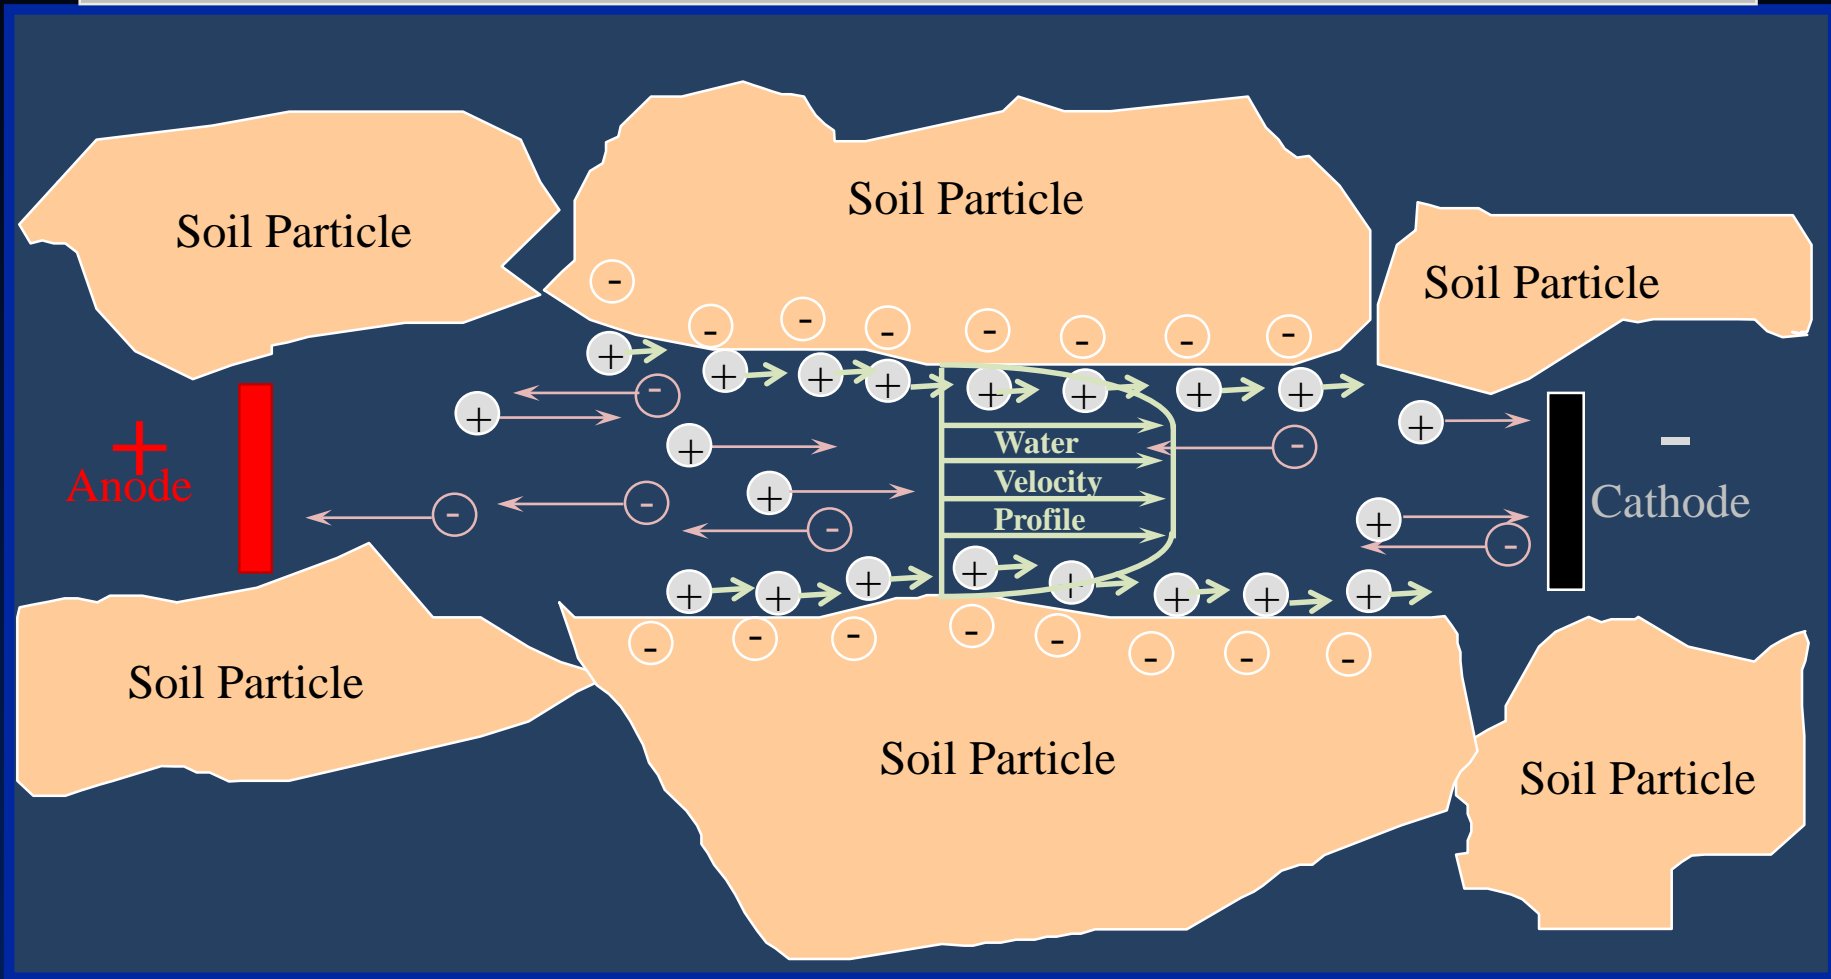 Soil Particle
Soil Particle
Soil Particle
+
Anode
Water
Velocity
Profile
-
Cathode
Soil Particle
Soil Particle
Soil Particle